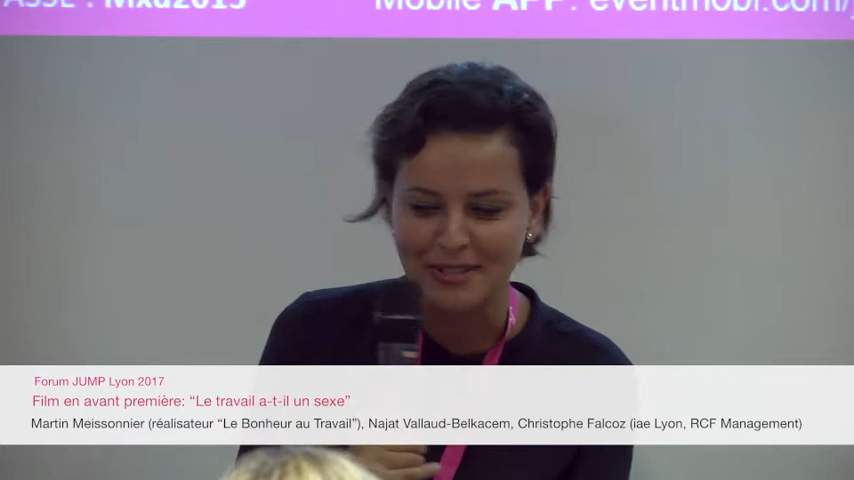 : Mxd2015
Mobile APP: eventmobi.com/j
Forum JUMP Lyon 2017
Film en avant première: “Le travail a-t-il un sexe”
Martin Meissonnier (réalisateur “Le Bonheur au Travail”), Najat Vallaud-Belkacem, Christophe Falcoz (iae Lyon, RCF Management)